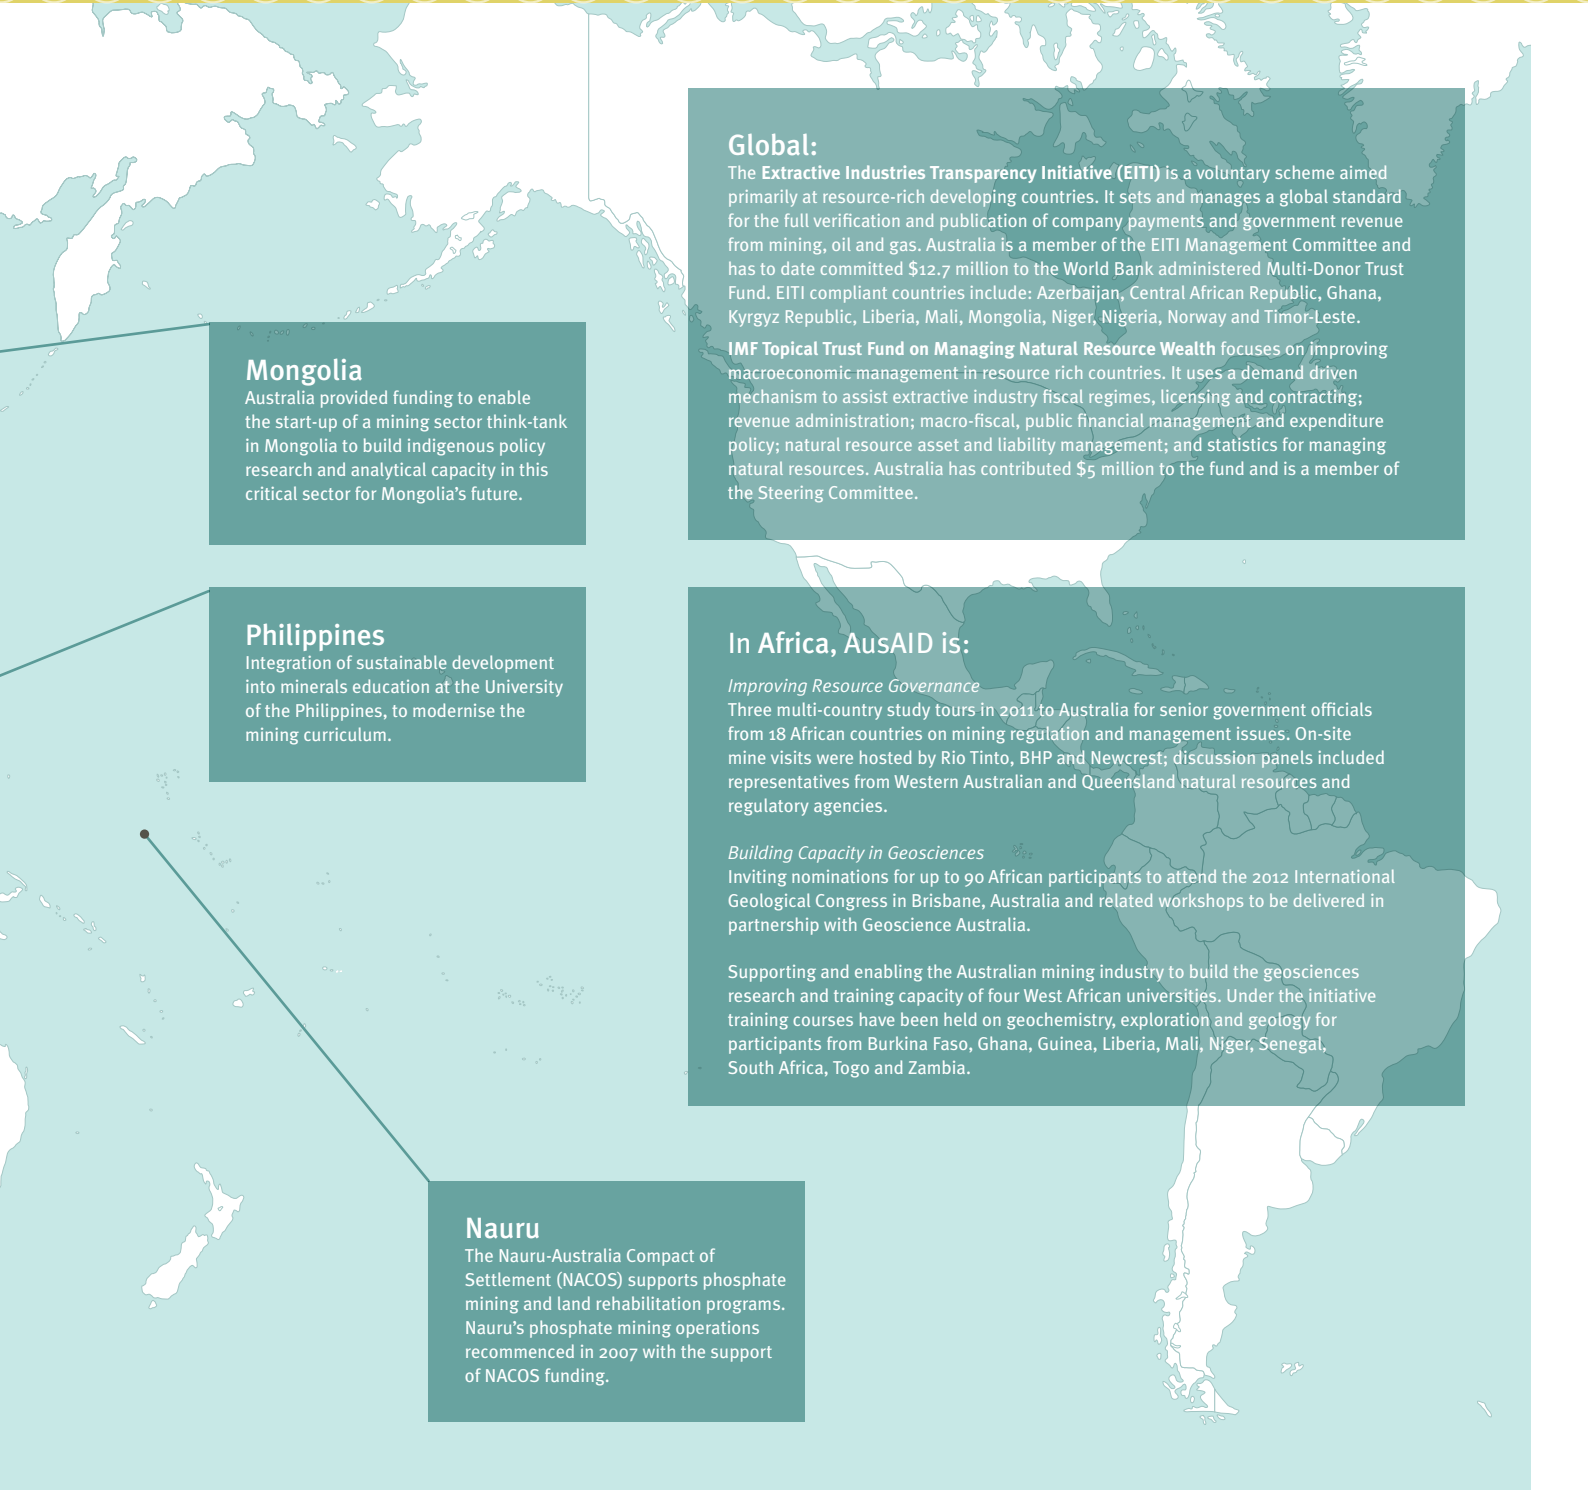 Global:
The Extractive Industries Transparency Initiative (EITI) is a voluntary scheme aimed
primarily at resource-rich developing countries. It sets and manages a global standard
for the full verification and publication of company payments and government revenue
from mining, oil and gas. Australia is a member of the EITI Management Committee and
has to date committed $12.7 million to the World Bank administered Multi-Donor Trust
Fund. EITI compliant countries include: Azerbaijan, Central African Republic, Ghana,
Kyrgyz Republic, Liberia, Mali, Mongolia, Niger, Nigeria, Norway and Timor-Leste.
IMF Topical Trust Fund on Managing Natural Resource Wealth focuses on improving
macroeconomic management in resource rich countries. It uses a demand driven
mechanism to assist extractive industry fiscal regimes, licensing and contracting;
revenue administration; macro-fiscal, public financial management and expenditure
policy; natural resource asset and liability management; and statistics for managing
natural resources. Australia has contributed $5 million to the fund and is a member of
the Steering Committee.
Mongolia
Australia provided funding to enable
the start-up of a mining sector think-tank
in Mongolia to build indigenous policy
research and analytical capacity in this
critical sector for Mongolia's future.
Philippines
Integration of sustainable development
into minerals education at the University
of the Philippines, to modernise the
mining curriculum.
In Africa, AusAID is:
Improving Resource Governance
Three multi-country study tours in 2011 to Australia for senior government officials
from 18 African countries on mining regulation and management issues. On-site
mine visits were hosted by Rio Tinto, BHP and Newcrest; discussion panels included
representatives from Western Australian and Queensland natural resources and
regulatory agencies.
Building Capacity in Geosciences
Inviting nominations for up to 90 African participants to attend the 2012 International
Geological Congress in Brisbane, Australia and related workshops to be delivered in
partnership with Geoscience Australia.
Supporting and enabling the Australian mining industry to build the geosciences
research and training capacity of four West African universities. Under the initiative
training courses have been held on geochemistry, exploration and geology for
participants from Burkina Faso, Ghana, Guinea, Liberia, Mali, Niger, Senegal,
South Africa, Togo and Zambia.
Nauru
The Nauru-Australia Compact of
Settlement (NACOS) supports phosphate
mining and land rehabilitation programs.
Nauru's phosphate mining operations
recommenced in 2007 with the support
of NACOS funding.